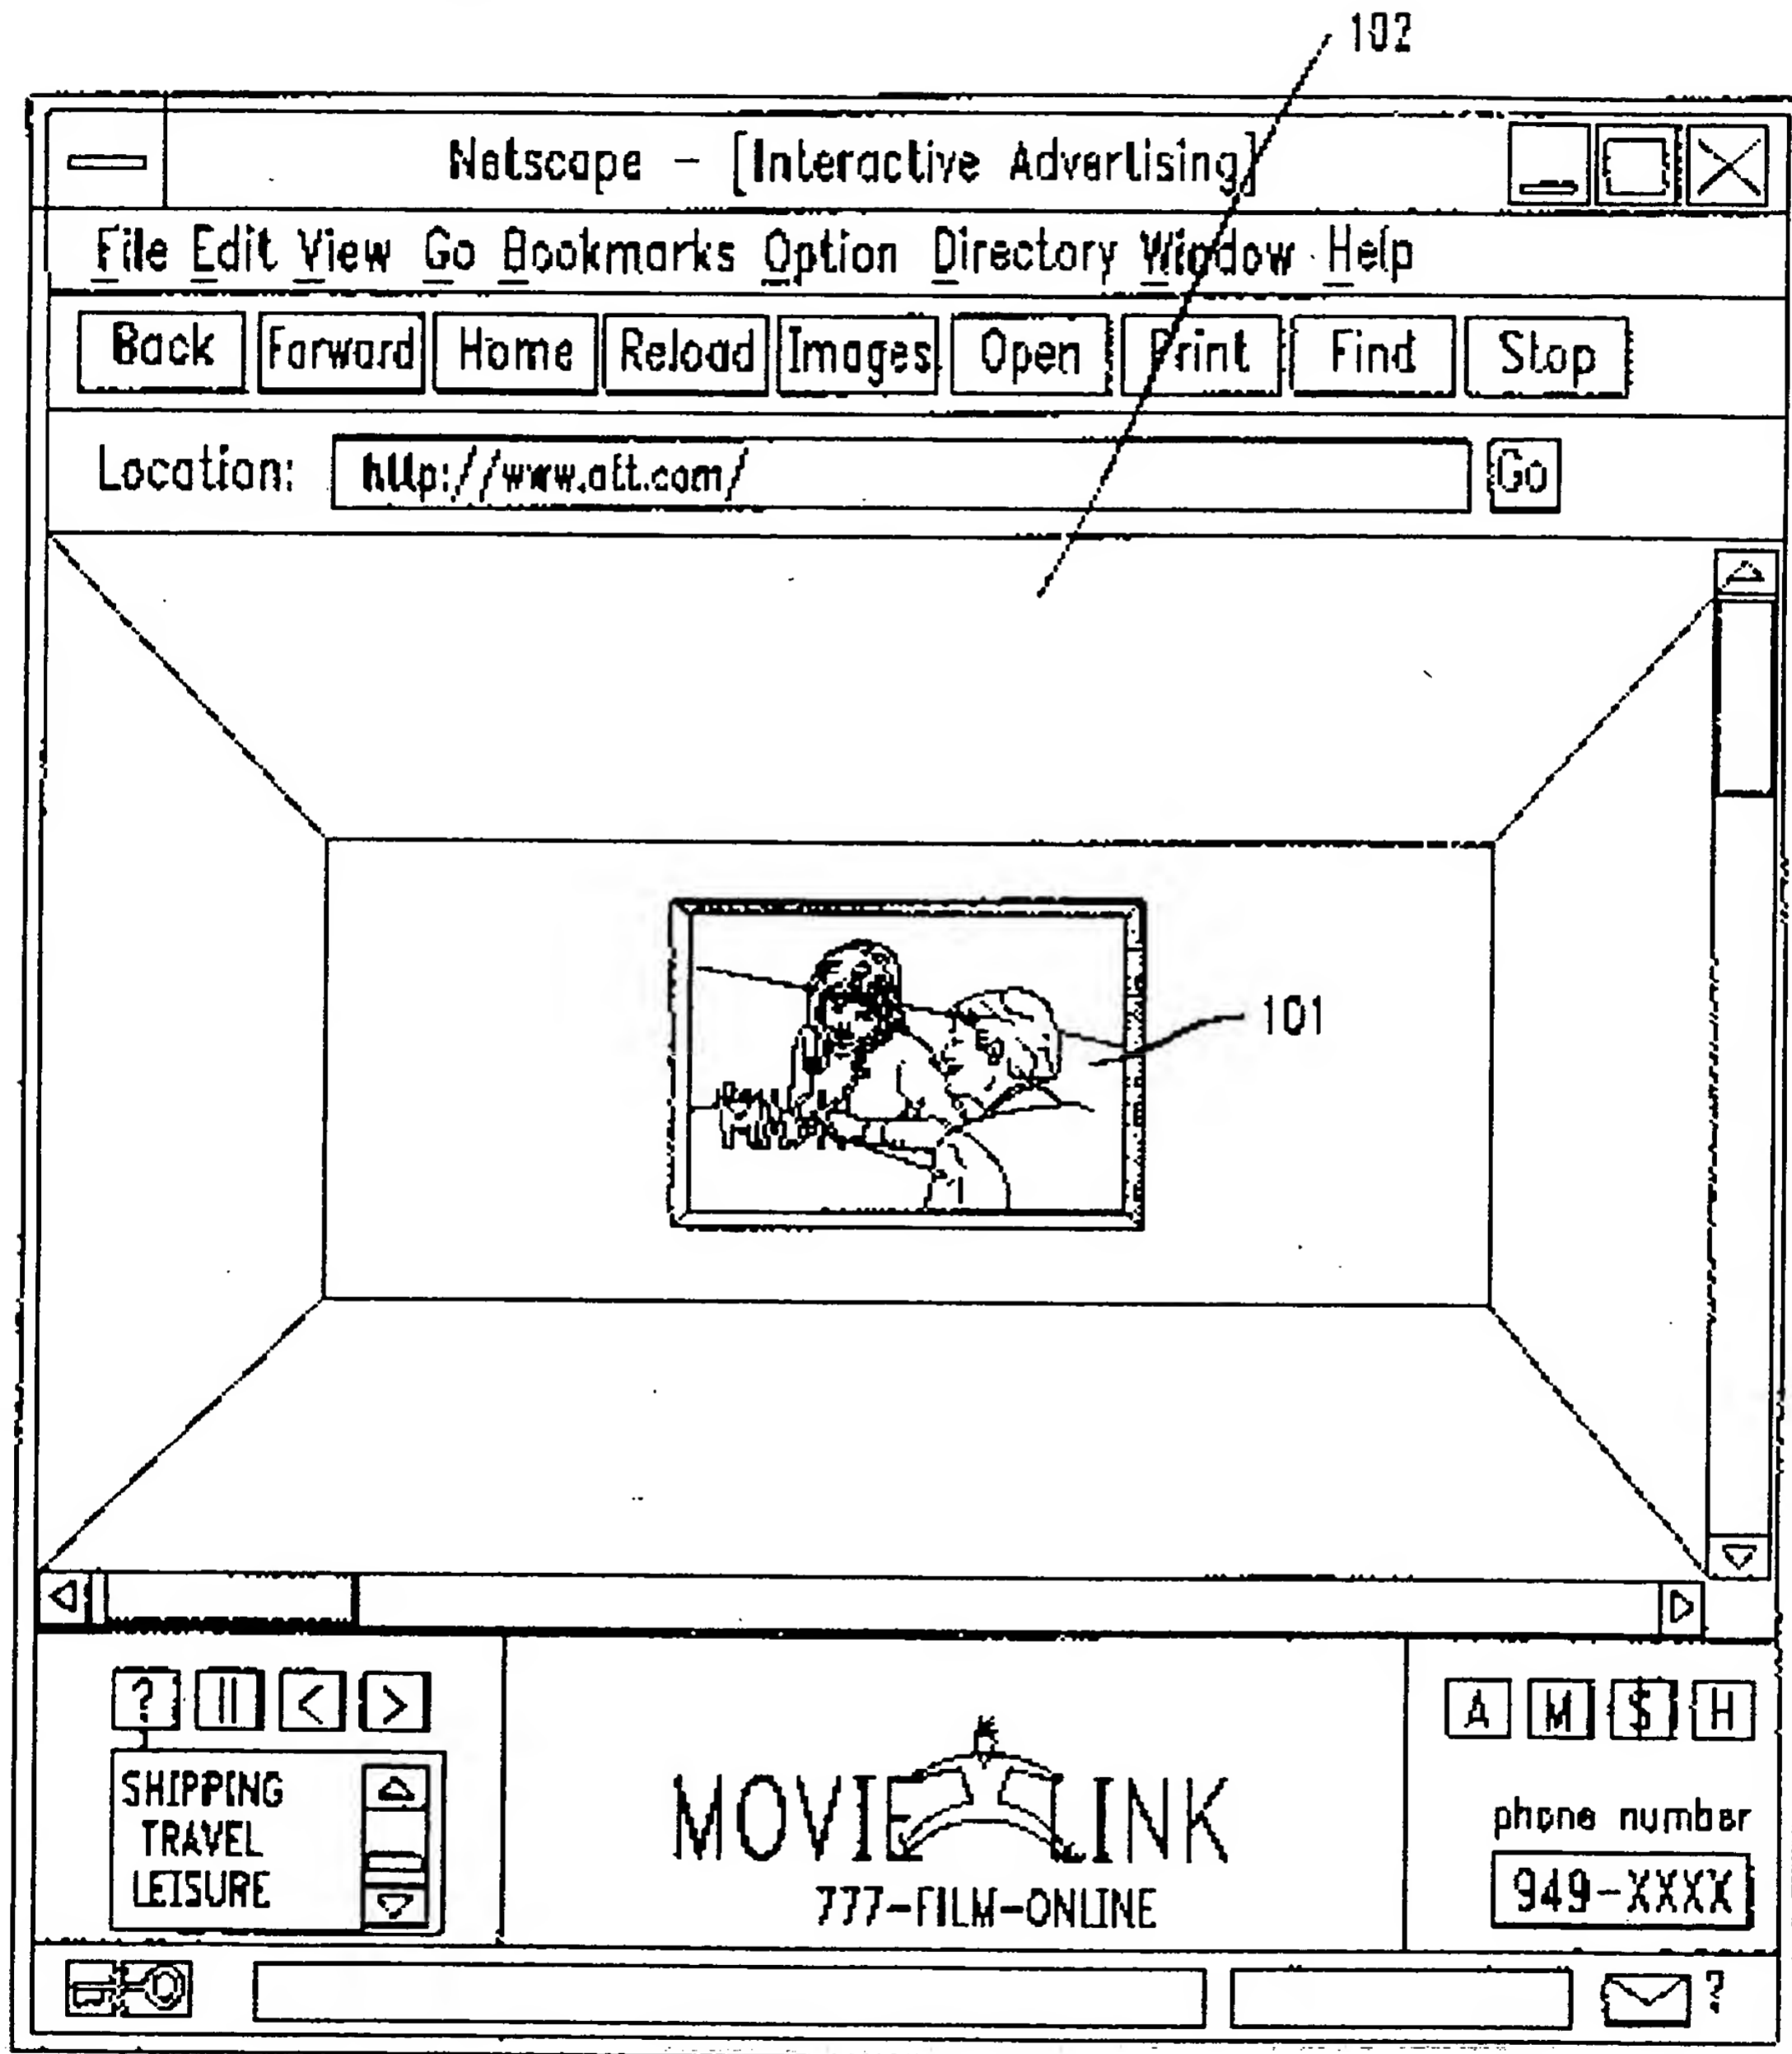 102
Netscape - [Interactive Advertising]
File Edit View Go Bookmarks Option Directory Window Help
Back Forward Home Reload Images Open Print Find Stop
Location: http://www.att.com/ Go
101
? || < >
A M $ H
SHIPPING
TRAVEL
LEISURE
MOVIE LINK
777-FILM-ONLINE
phone number
949-XXXX
?